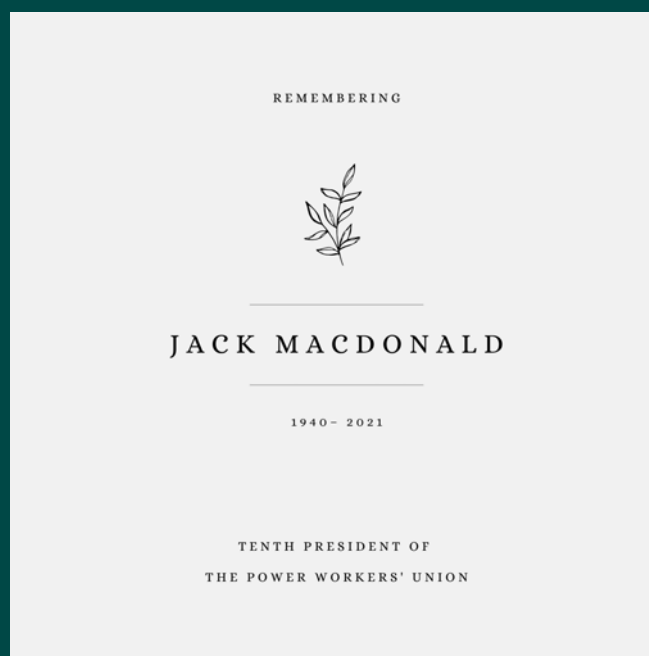 REMEMBERING
JACK MACDONALD
1940– 2021
TENTH PRESIDENT OF
THE POWER WORKERS' UNION